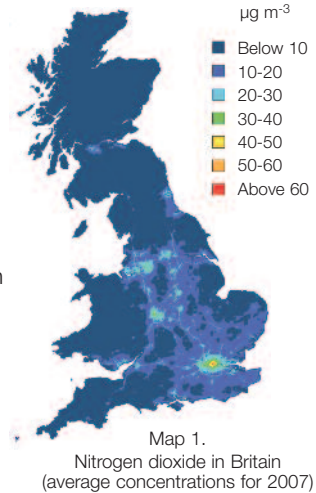 µg m-3
Below 10
10-20
20-30
30-40
40-50
50-60
Above 60
n
Map 1.
Nitrogen dioxide in Britain
(average concentrations for 2007)